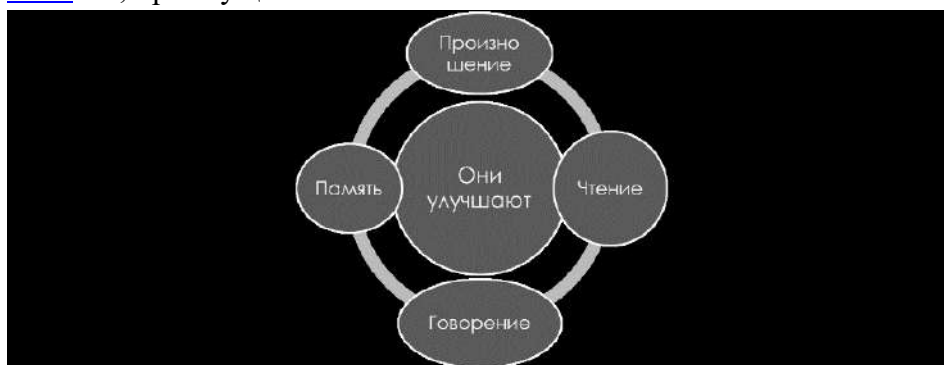 Произно
шение
Память
Они
улучшают
Чтение
Говорение